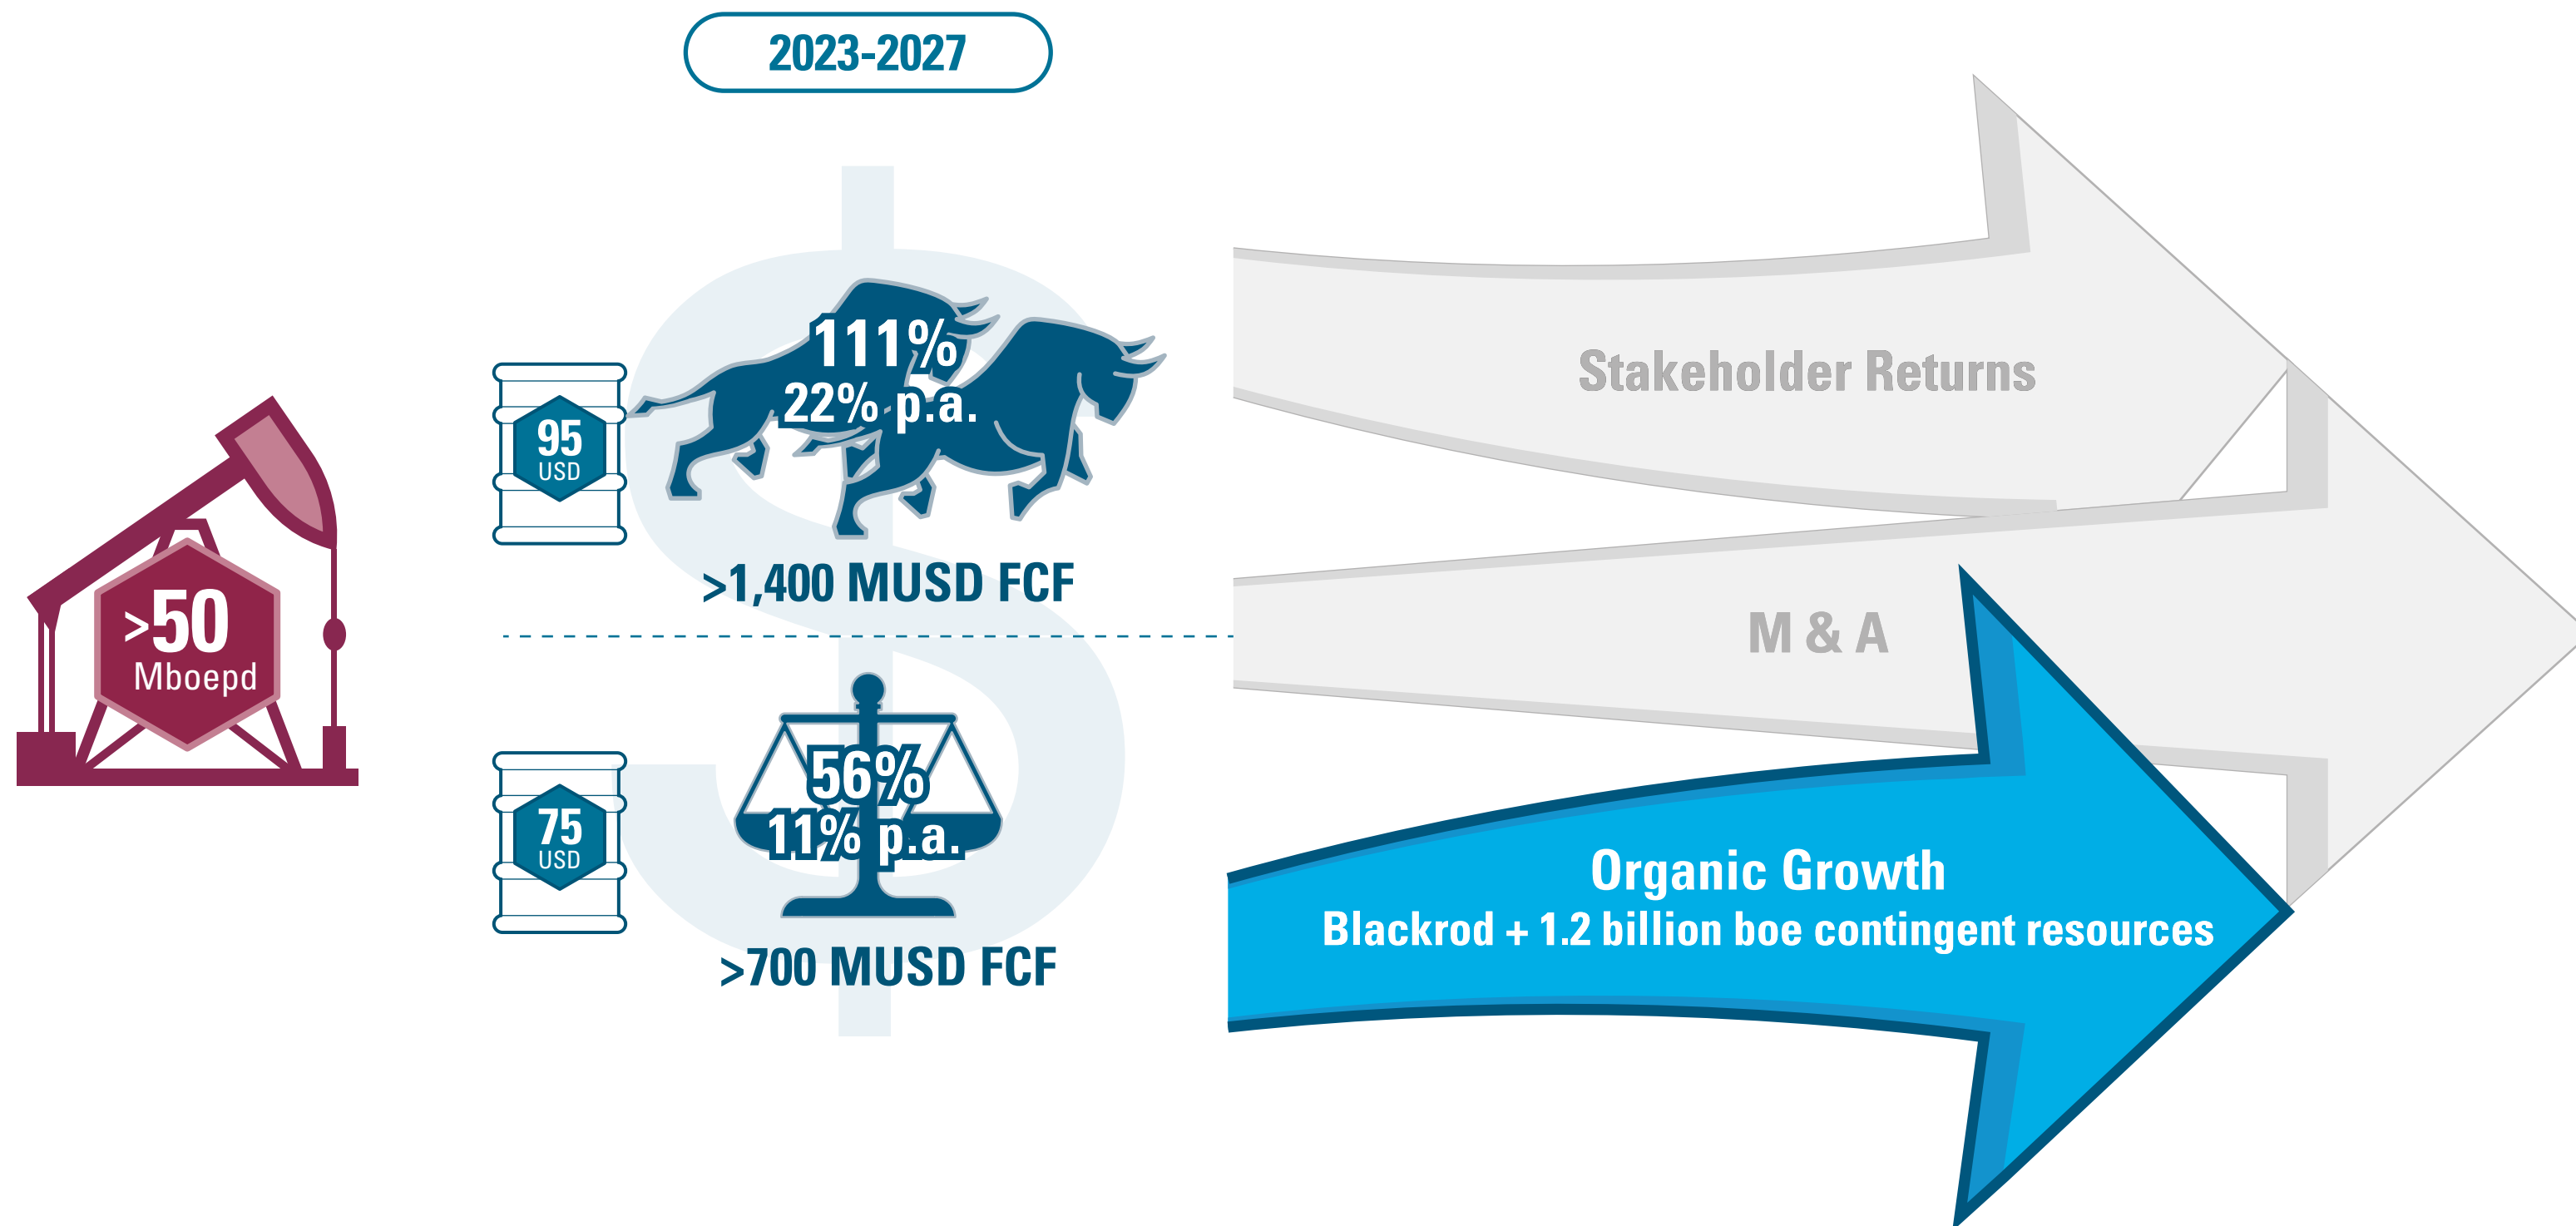 2023-2027
>50
Mboepd
95
USD
111%
22% p.a.
>1,400 MUSD FCF
75
USD
56%
11% p.a.
>700 MUSD FCF
Stakeholder Returns
M & A
Organic Growth
Blackrod + 1.2 billion boe contingent resources